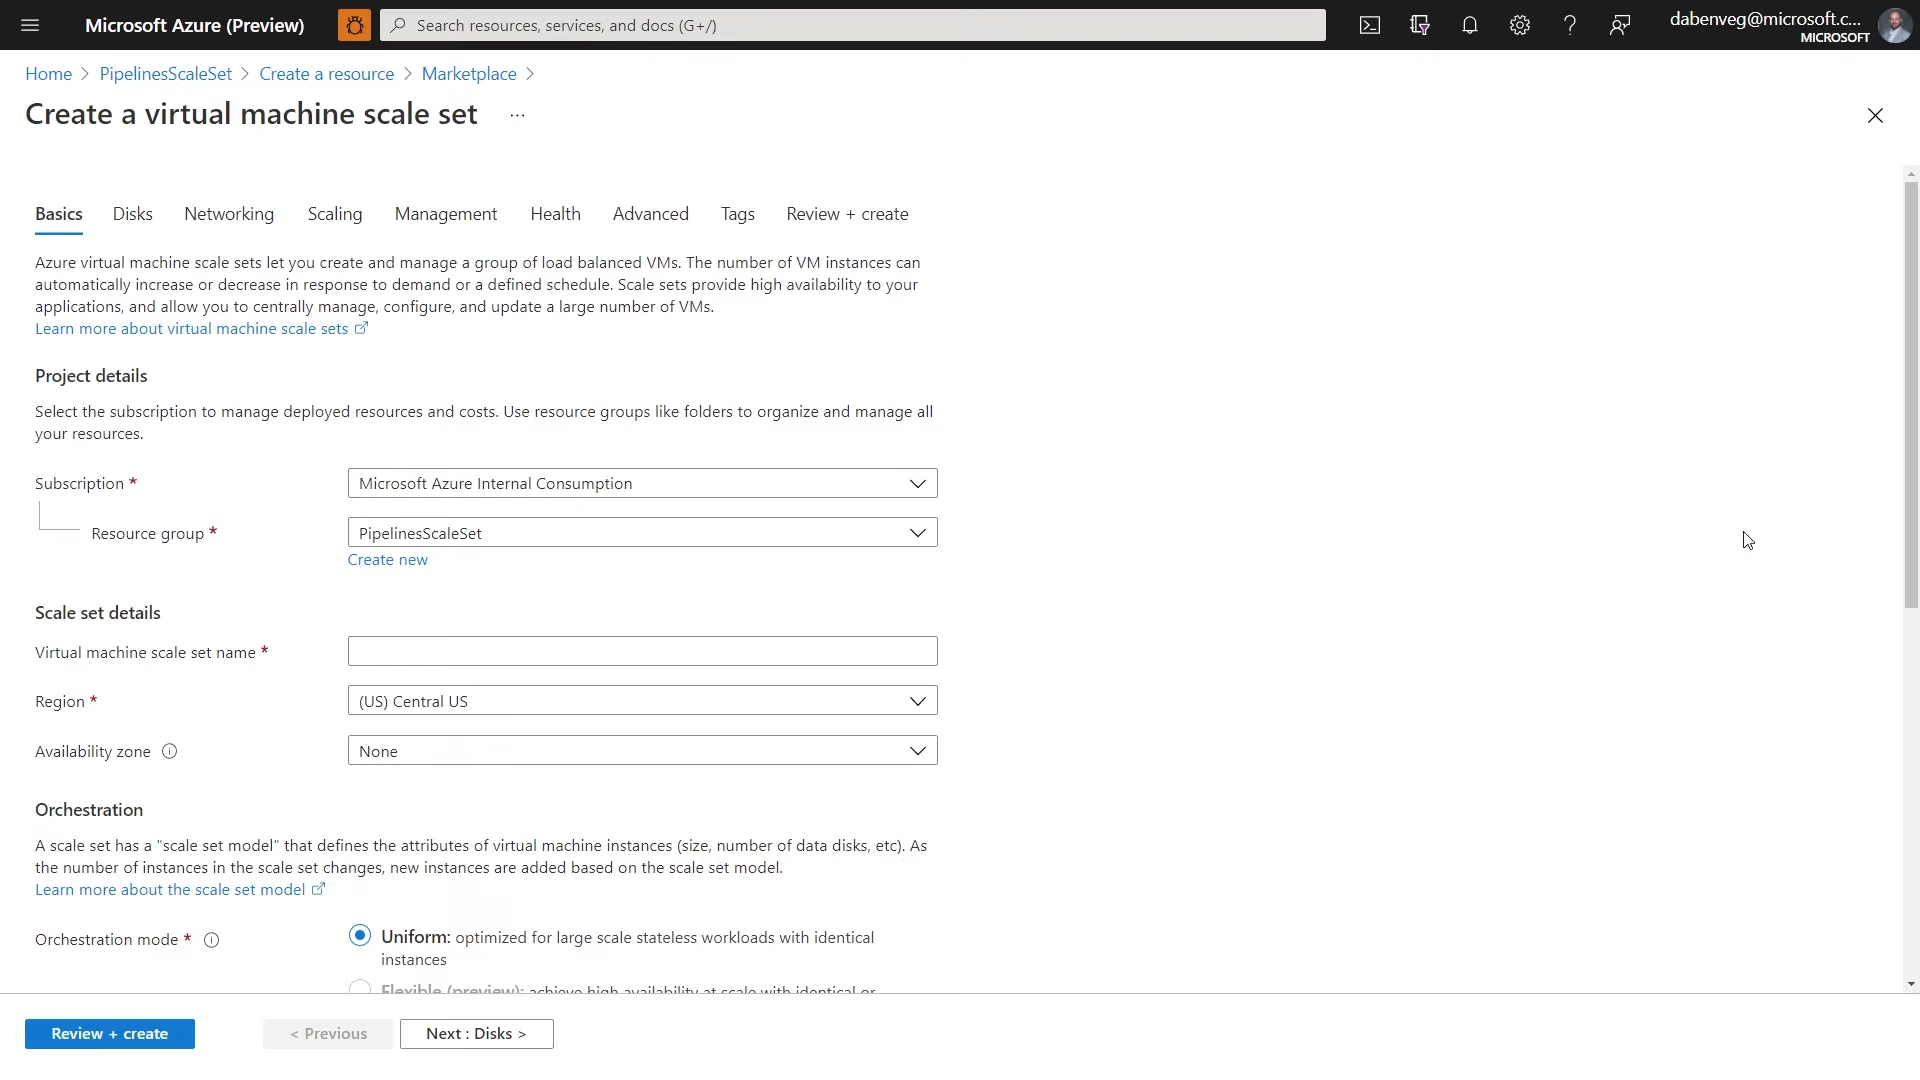 Microsoft Azure (Preview)
Search resources, services, and docs (G+/)
dabenveg@microsoft.c...
MICROSOFT
Home > PipelinesScaleSet > Create a resource > Marketplace >
Create a virtual machine scale set ...
Basics Disks Networking Scaling Management Health Advanced Tags Review + create
Azure virtual machine scale sets let you create and manage a group of load balanced VMs. The number of VM instances can
automatically increase or decrease in response to demand or a defined schedule. Scale sets provide high availability to your
applications, and allow you to centrally manage, configure, and update a large number of VMs.
Learn more about virtual machine scale sets
Project details
Select the subscription to manage deployed resources and costs. Use resource groups like folders to organize and manage all
your resources.
Subscription *
Microsoft Azure Internal Consumption
Resource group *
PipelinesScaleSet
Create new
Scale set details
Virtual machine scale set name *
Region *
(US) Central US
Availability zone
None
Orchestration
A scale set has a "scale set model" that defines the attributes of virtual machine instances (size, number of data disks, etc). As
the number of instances in the scale set changes, new instances are added based on the scale set model.
Learn more about the scale set model
Orchestration mode *
Uniform: optimized for large scale stateless workloads with identical
instances
Flexible (preview): achieve high availability at scale with identical or
Review + create
< Previous
Next : Disks >